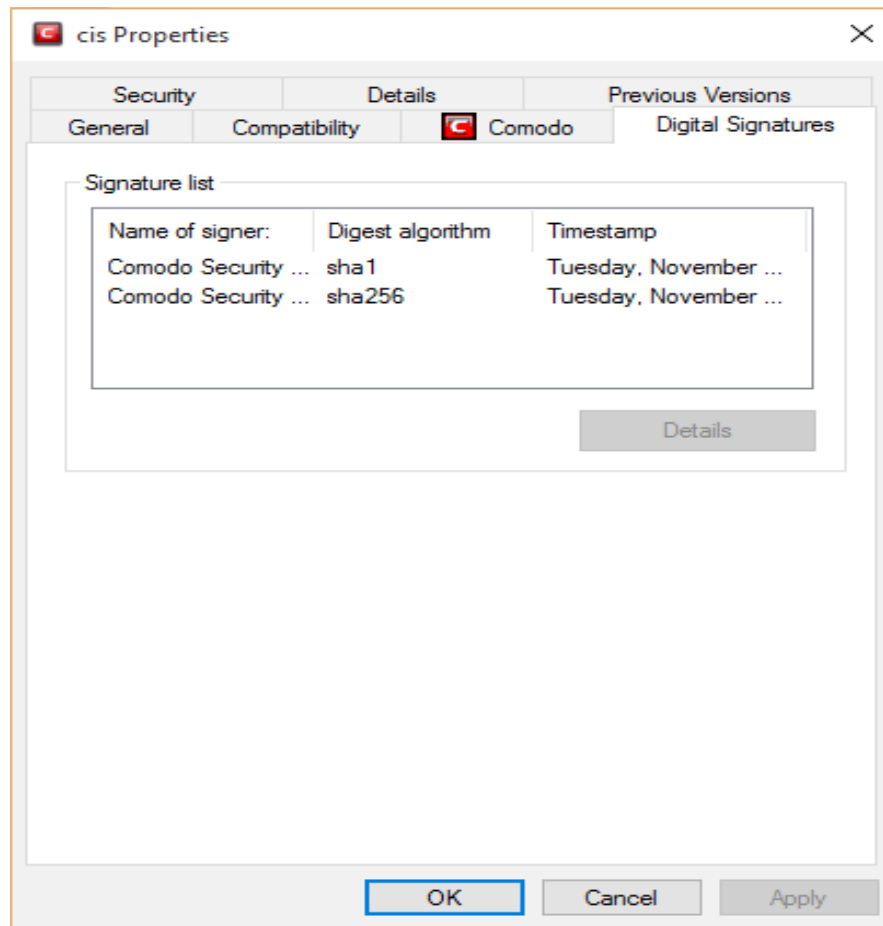 cis Properties
Security Details Previous Versions
General Compatibility C Comodo Digital Signatures
Signature list
Name of signer: Digest algorithm Timestamp
Comodo Security ... sha1 Tuesday, November ...
Comodo Security ... sha256 Tuesday, November ...
Details
OK Cancel Apply